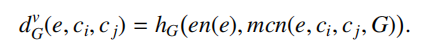 d^v_G(e, c_i, c_j) = h_G(en(e), mcn(e, c_i, c_j, G)).